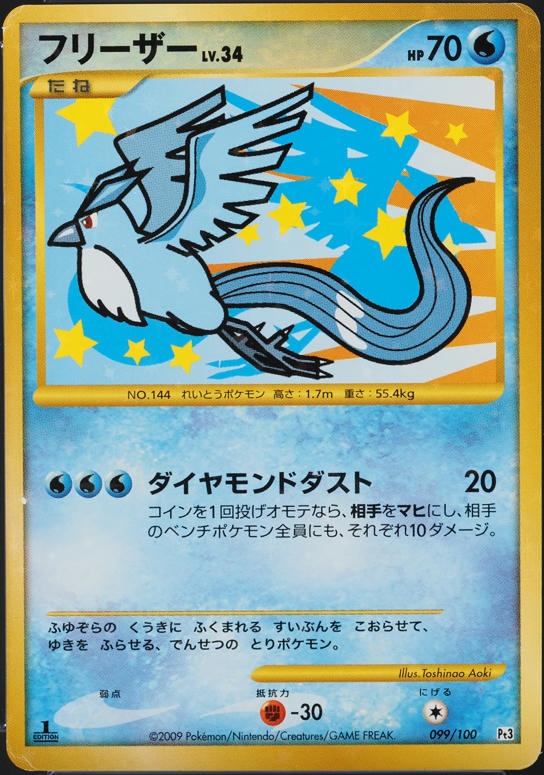 フリーザー LV.34 HP 70
たね
NO.144 れいとうポケモン 高さ：1.7m 重さ：55.4kg
ダイヤモンドダスト 20
コインを1回投げオモテなら、相手をマヒにし、相手
のベンチポケモン全員にも、それぞれ10ダメージ。
ふゆぞらの くうきに ふくまれる すいぶんを こおらせて、
ゆきを ふらせる、でんせつの とりポケモン。
Illus. Toshinao Aoki
弱点 抵抗力 にげる
-30
1 EDITION ©2009 Pokémon/Nintendo/Creatures/GAME FREAK. 099/100 Pt3